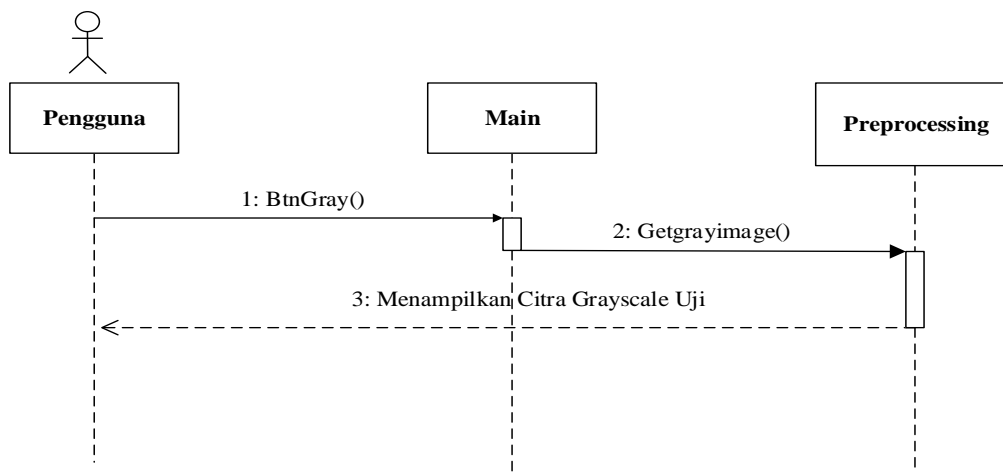 Pengguna
Main
Preprocessing
1: BtnGray()
2: Getgrayimage()
3: Menampilkan Citra Grayscale Uji